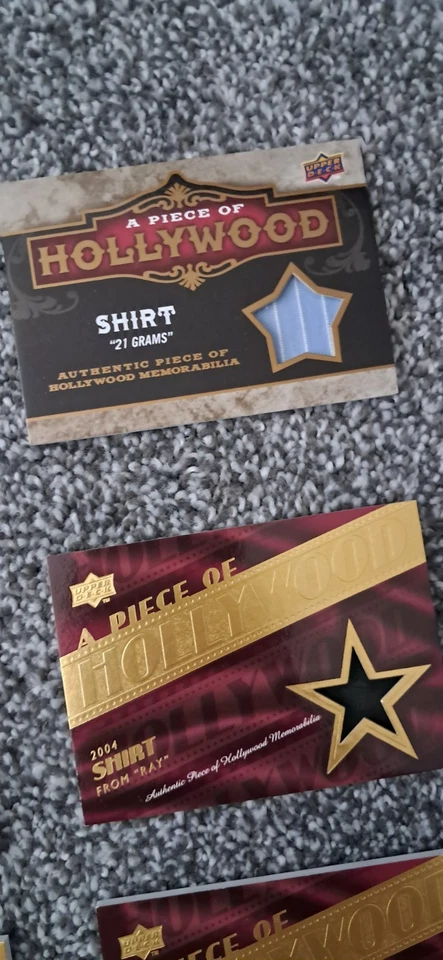 UPPER DECK
A PIECE OF
HOLLYWOOD
SHIRT
"21 GRAMS"
AUTHENTIC PIECE OF
HOLLYWOOD MEMORABILIA
UPPER DECK
A PIECE OF
HOLLYWOOD
2004
SHIRT
FROM "RAY"
Authentic Piece of Hollywood Memorabilia
UPPER DECK
A PIECE OF
HOLLYWOOD